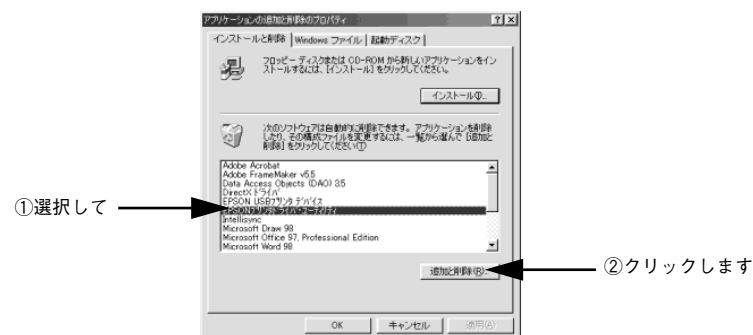 アプリケーションの追加と削除のプロパティ
インストールと削除 Windows ファイル 起動ディスク
フロッピー ディスクまたは CD-ROM から新しいアプリケーションをイン
ストールするには、[インストール] をクリックしてください。
インストール(I)...
次のソフトウェアは自動的に削除できます。アプリケーションを削除
したり、その構成ファイルを変更するには、一覧から選んで [追加と
削除] をクリックしてください(T)
Adobe Acrobat
Adobe FrameMaker v5.5
Data Access Objects (DAO) 3.5
DirectX ドライバ
EPSON USBプリンタ デバイス
①選択して
EPSONプリンタドライバ・ユーティリティ
Intellisync
Microsoft Draw 98
Microsoft Office 97, Professional Edition
Microsoft Word 98
追加と削除(R)...
②クリックします
OK キャンセル 適用(A)